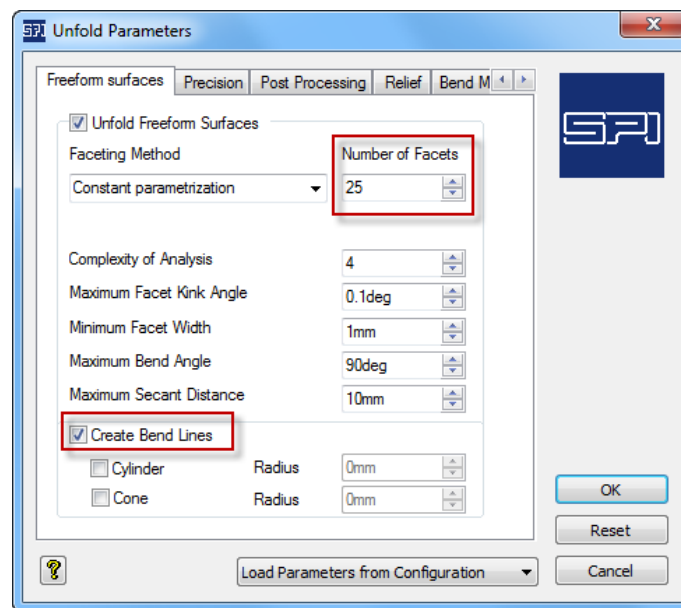 SPI Unfold Parameters
Freeform surfaces Precision Post Processing Relief Bend M
Unfold Freeform Surfaces
Faceting Method Number of Facets
Constant parametrization 25
SPI
Complexity of Analysis 4
Maximum Facet Kink Angle 0.1deg
Minimum Facet Width 1mm
Maximum Bend Angle 90deg
Maximum Secant Distance 10mm
Create Bend Lines
Cylinder Radius 0mm
Cone Radius 0mm
OK
Reset
? Load Parameters from Configuration Cancel